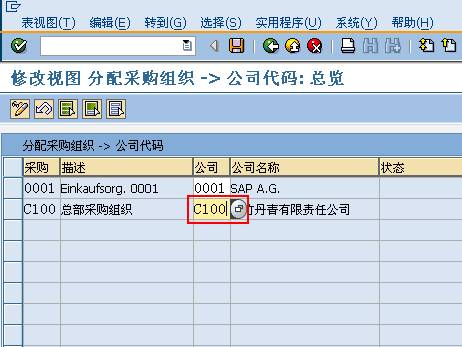 表视图(T) 编辑(E) 转到(G) 选择(S) 实用程序(U) 系统(Y) 帮助(H)
修改视图 分配采购组织 -> 公司代码: 总览
分配采购组织 -> 公司代码
采购 描述 公司 公司名称 状态
0001 Einkaufsorg. 0001 0001 SAP A.G.
C100 总部采购组织 C100 丹青有限责任公司